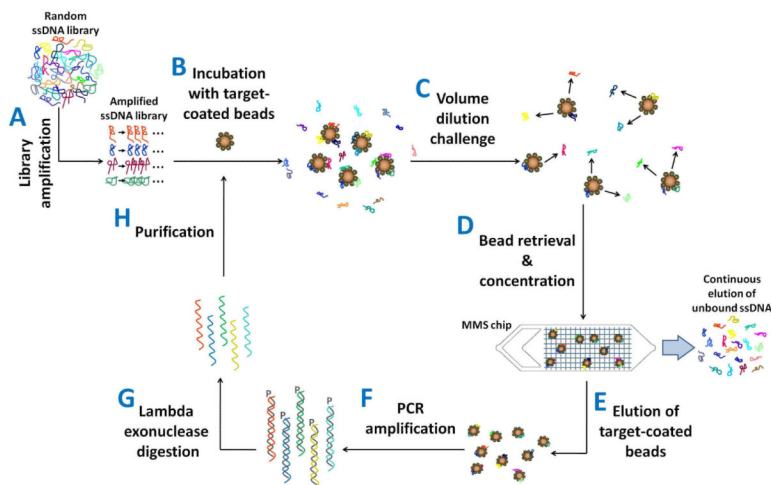 Random
ssDNA library
A
Library
amplification
Amplified
ssDNA library
...
...
...
...
B
Incubation
with target-
coated beads
C
Volume
dilution
challenge
D
Bead retrieval
&
concentration
MMS chip
Continuous
elution of
unbound ssDNA
E
Elution of
target-coated
beads
F
PCR
amplification
P
P
P
P
P
G
Lambda
exonuclease
digestion
H
Purification